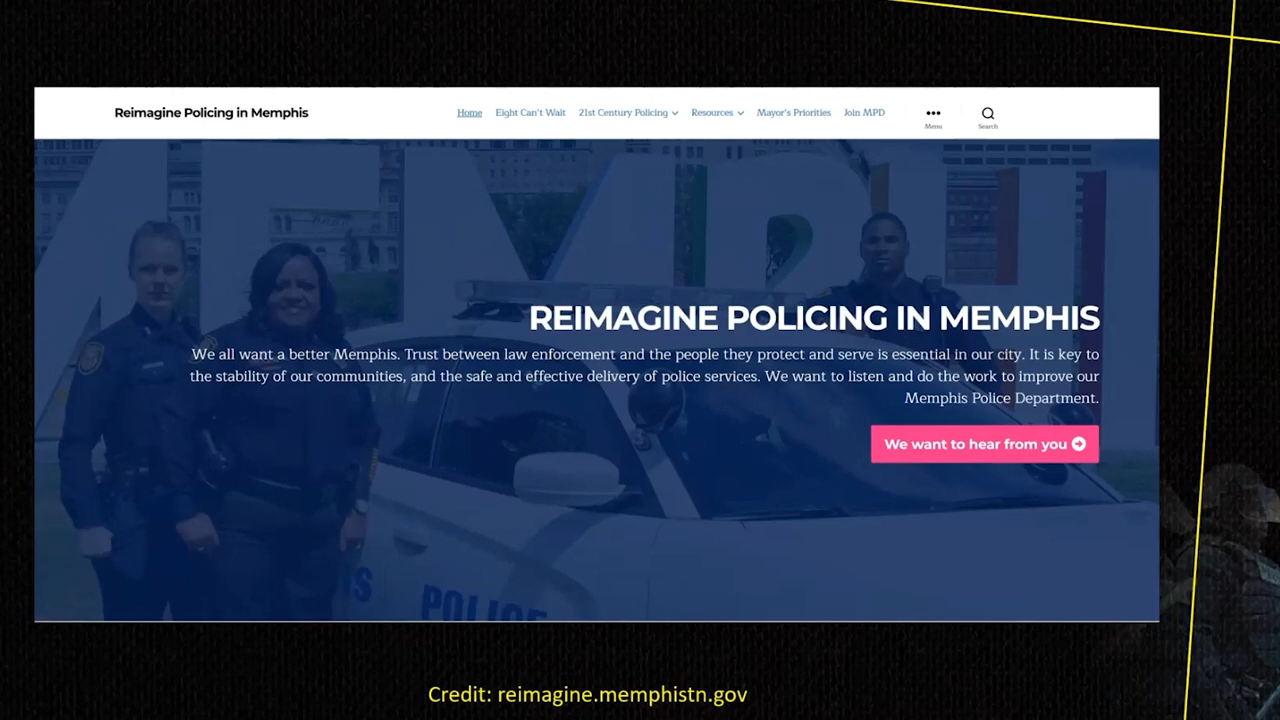 Reimagine Policing in Memphis
Home Eight Can't Wait 21st Century Policing Resources Mayor's Priorities Join MPD
Menu Search
REIMAGINE POLICING IN MEMPHIS
We all want a better Memphis. Trust between law enforcement and the people they protect and serve is essential in our city. It is key to
the stability of our communities, and the safe and effective delivery of police services. We want to listen and do the work to improve our
Memphis Police Department.
We want to hear from you
POLICE
Credit: reimagine.memphistn.gov